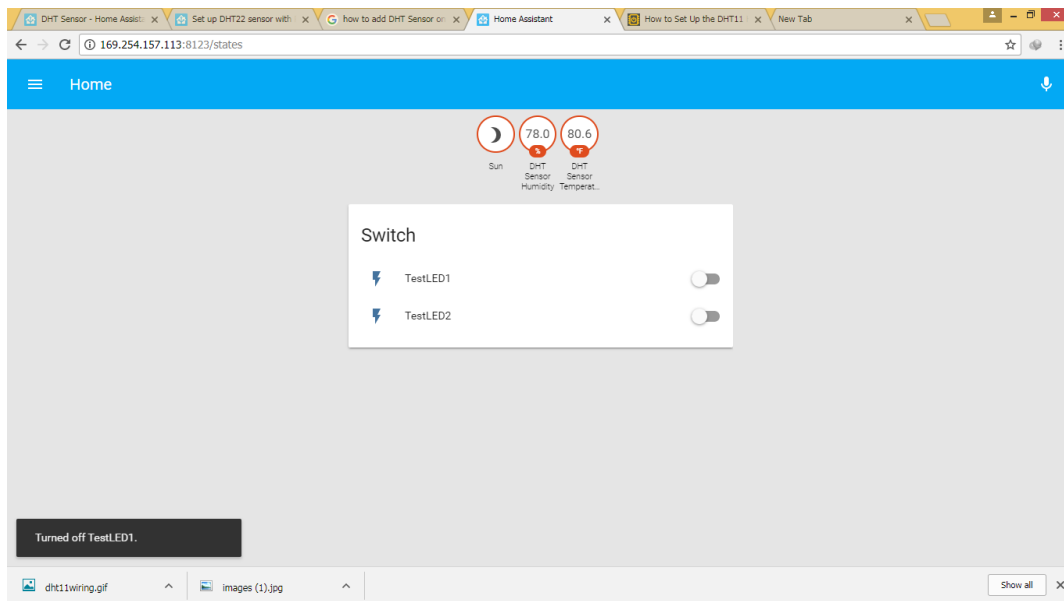 DHT Sensor - Home Assista
Set up DHT22 sensor with
how to add DHT Sensor on
Home Assistant
How to Set Up the DHT11
New Tab
169.254.157.113:8123/states
Home
78.0
80.6
%
°F
Sun
DHT
Sensor
Humidity
DHT
Sensor
Temperat...
Switch
TestLED1
TestLED2
Turned off TestLED1.
dht11wiring.gif
images (1).jpg
Show all